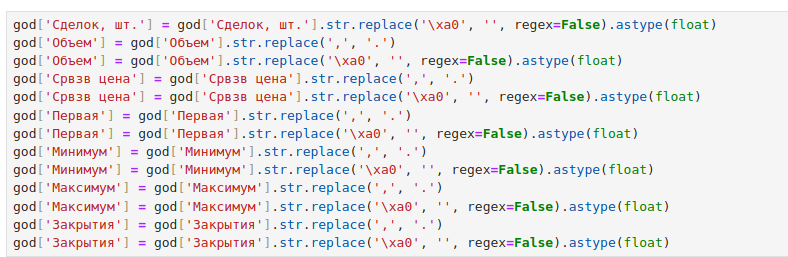 god['Сделок, шт.'] = god['Сделок, шт.'].str.replace('\xa0', '', regex=False).astype(float)
god['Объем'] = god['Объем'].str.replace(',', '.')
god['Объем'] = god['Объем'].str.replace('\xa0', '', regex=False).astype(float)
god['Срвзв цена'] = god['Срвзв цена'].str.replace(',', '.')
god['Срвзв цена'] = god['Срвзв цена'].str.replace('\xa0', '', regex=False).astype(float)
god['Первая'] = god['Первая'].str.replace(',', '.')
god['Первая'] = god['Первая'].str.replace('\xa0', '', regex=False).astype(float)
god['Минимум'] = god['Минимум'].str.replace(',', '.')
god['Минимум'] = god['Минимум'].str.replace('\xa0', '', regex=False).astype(float)
god['Максимум'] = god['Максимум'].str.replace(',', '.')
god['Максимум'] = god['Максимум'].str.replace('\xa0', '', regex=False).astype(float)
god['Закрытия'] = god['Закрытия'].str.replace(',', '.')
god['Закрытия'] = god['Закрытия'].str.replace('\xa0', '', regex=False).astype(float)